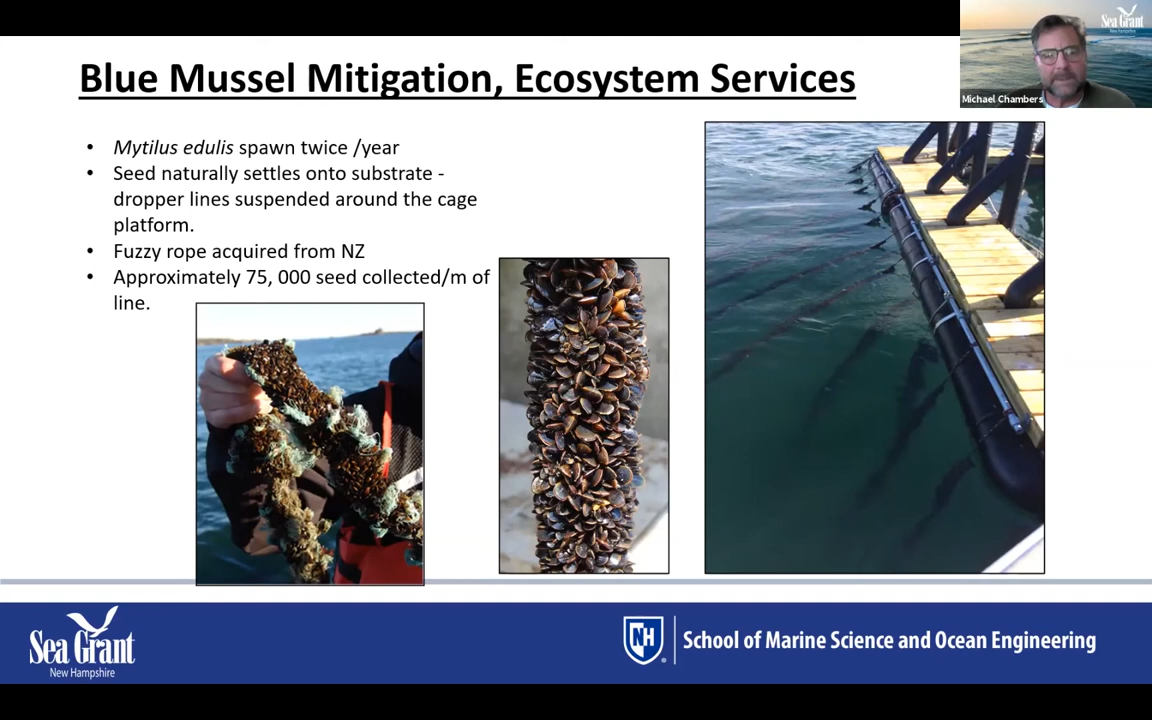 Blue Mussel Mitigation, Ecosystem Services
Sea Grant
New Hampshire
Michael Chambers
• Mytilus edulis spawn twice /year
• Seed naturally settles onto substrate -
dropper lines suspended around the cage
platform.
• Fuzzy rope acquired from NZ
• Approximately 75, 000 seed collected/m of
line.
Sea Grant
New Hampshire
NH
School of Marine Science and Ocean Engineering